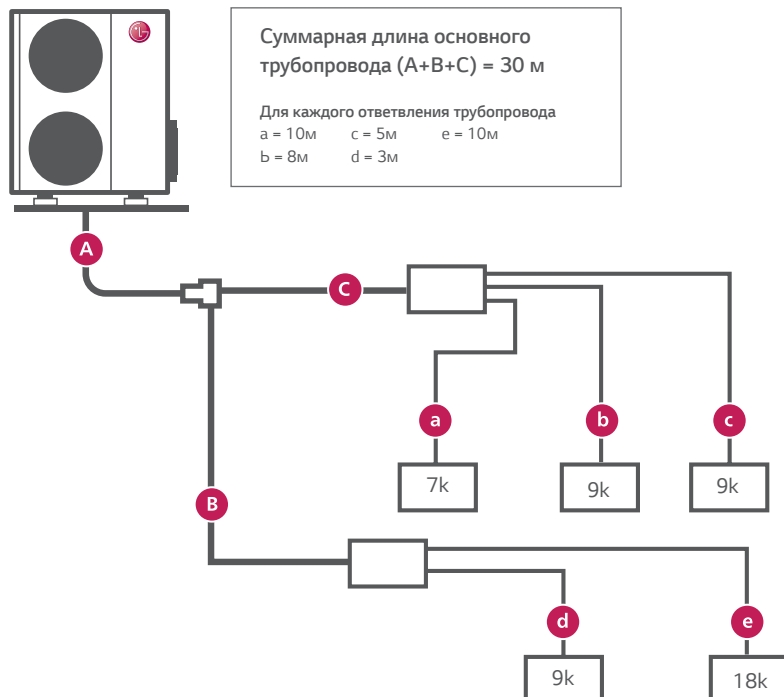 LG
Суммарная длина основного
трубопровода (A+B+C) = 30 м
Для каждого ответвления трубопровода
a = 10м c = 5м e = 10м
b = 8м d = 3м
A
C
a
b
c
7k
9k
9k
B
d
e
9k
18k